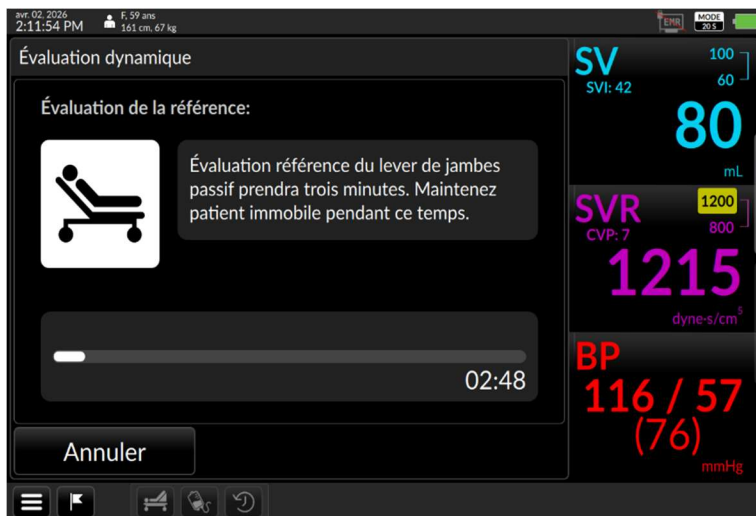 avr. 02, 2026
2:11:54 PM
F, 59 ans
161 cm, 67 kg
EMR
MODE
20 S
Évaluation dynamique
Évaluation de la référence:
Évaluation référence du lever de jambes
passif prendra trois minutes. Maintenez
patient immobile pendant ce temps.
02:48
Annuler
SV
SVI: 42
100
60
80
mL
SVR
CVP: 7
1200
800
1215
dyne·s/cm⁵
BP
116 / 57
(76)
mmHg